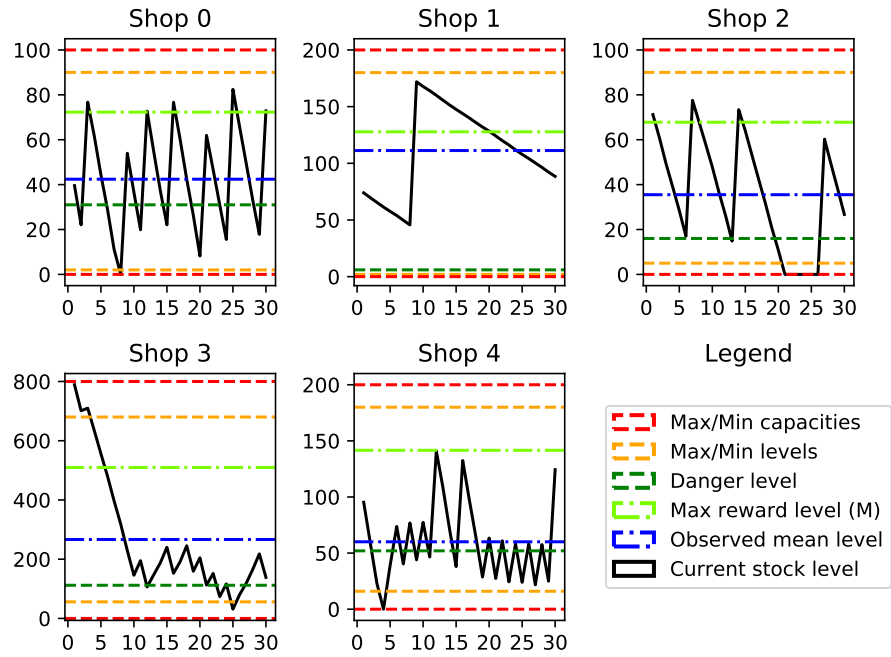 Shop 0
100
80
60
40
20
0
0 5 10 15 20 25 30
Shop 1
200
150
100
50
0
0 5 10 15 20 25 30
Shop 2
100
80
60
40
20
0
0 5 10 15 20 25 30
Shop 3
800
600
400
200
0
0 5 10 15 20 25 30
Shop 4
200
150
100
50
0
0 5 10 15 20 25 30
Legend
Max/Min capacities
Max/Min levels
Danger level
Max reward level (M)
Observed mean level
Current stock level